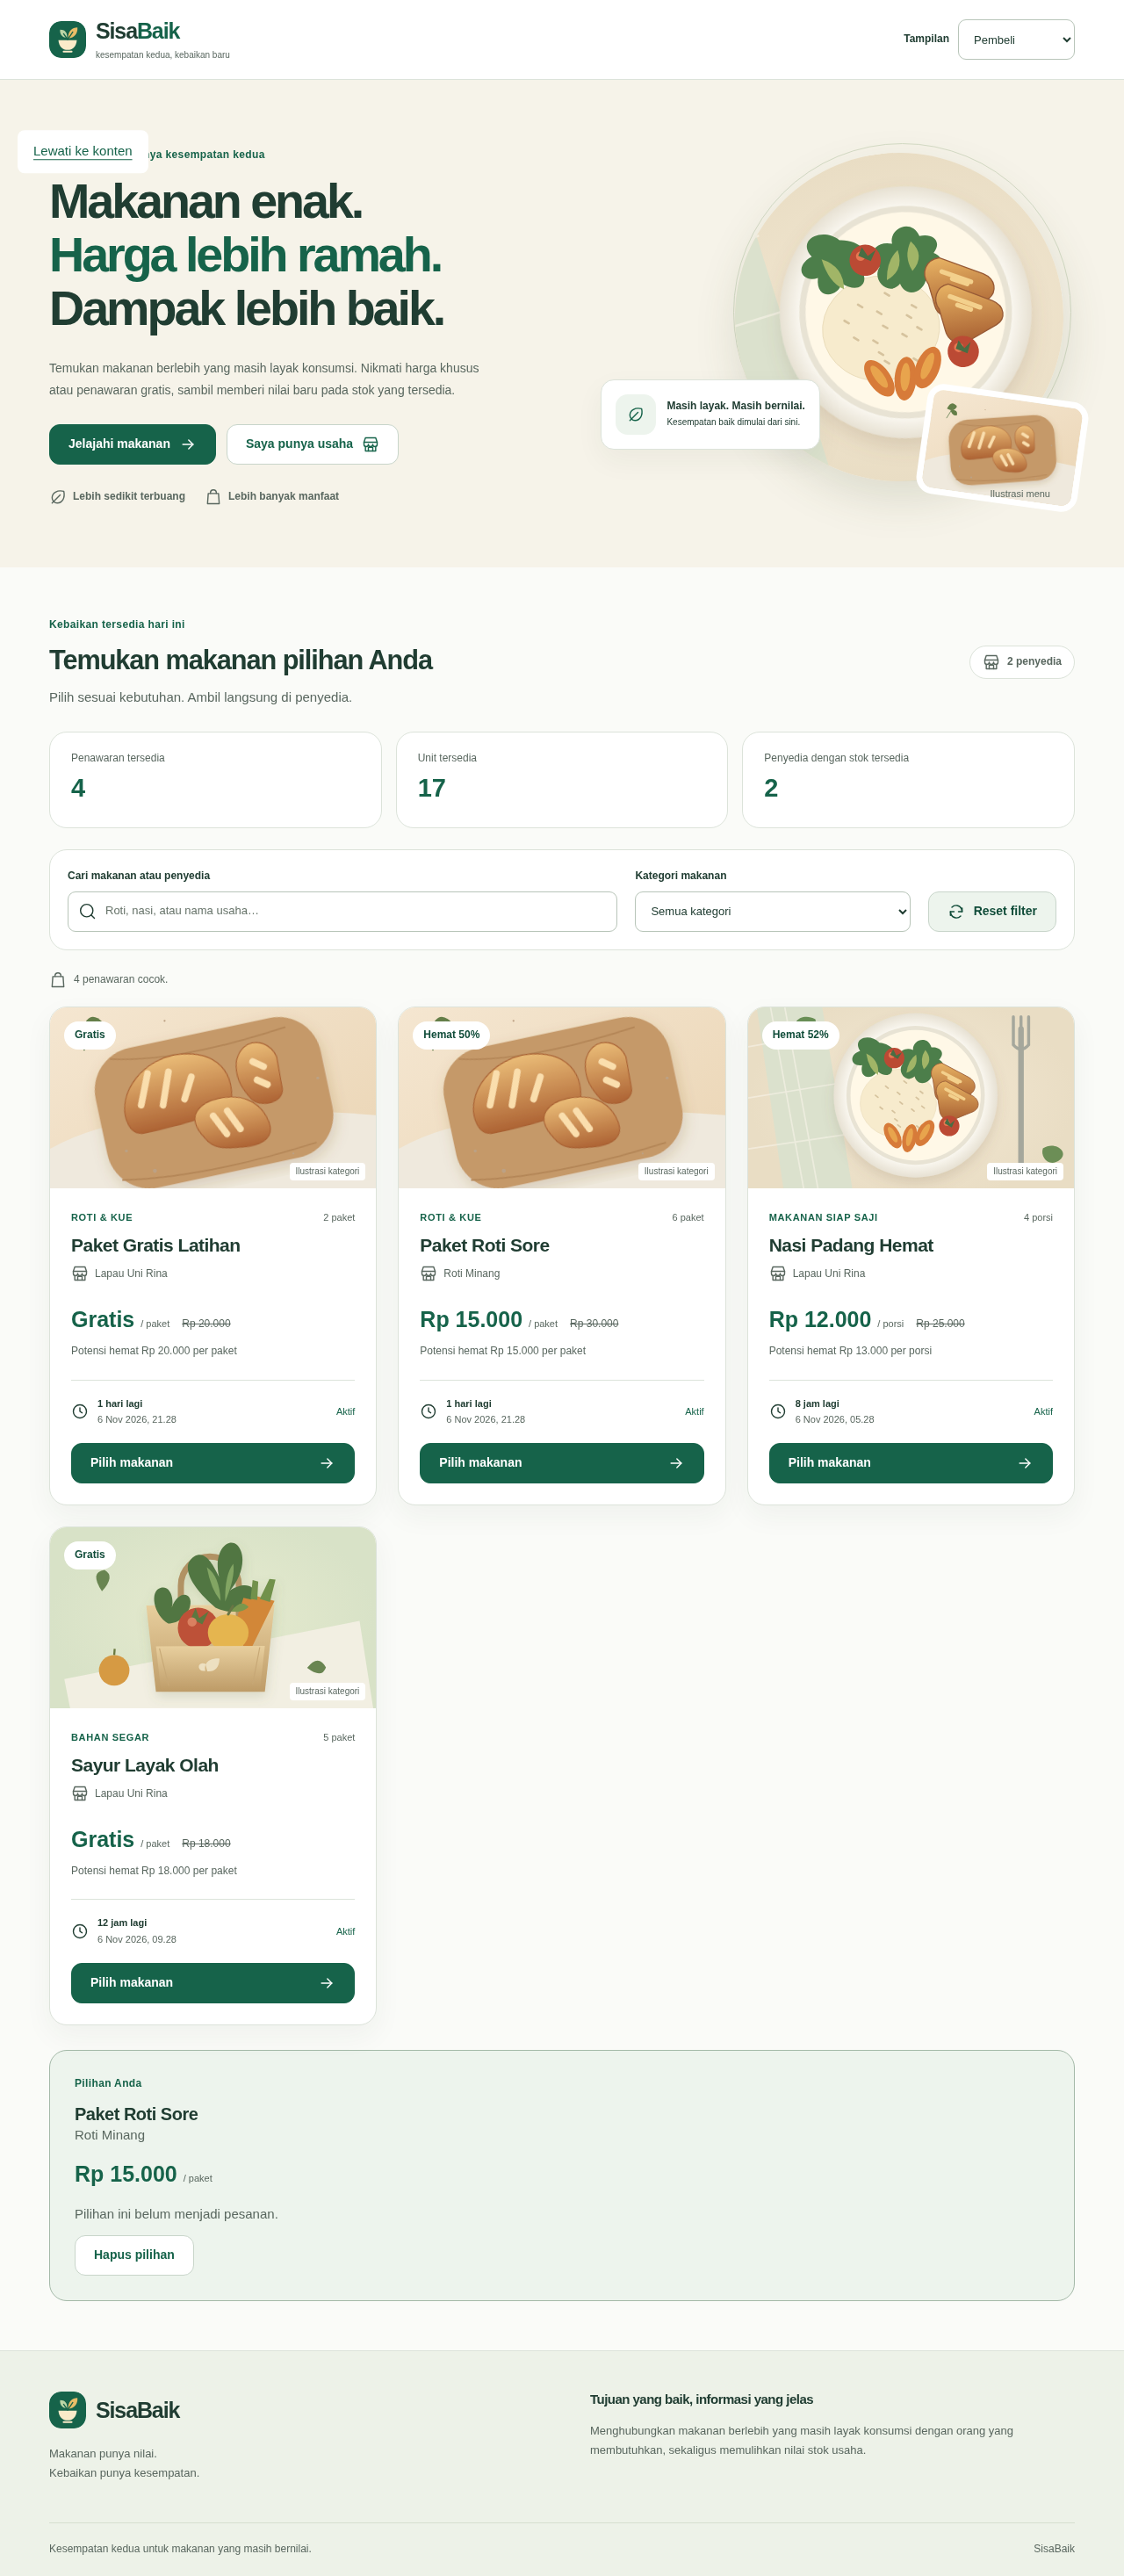 SisaBaik
kesempatan kedua, kebaikan baru
Tampilan
Pembeli
Lewati ke konten
kesempatan kedua
Makanan enak.
Harga lebih ramah.
Dampak lebih baik.
Temukan makanan berlebih yang masih layak konsumsi. Nikmati harga khusus
atau penawaran gratis, sambil memberi nilai baru pada stok yang tersedia.
Jelajahi makanan
Saya punya usaha
Lebih sedikit terbuang
Lebih banyak manfaat
Masih layak. Masih bernilai.
Kesempatan kecil baik dimulai dari sini.
Ilustrasi menu
Kebaikan tersedia hari ini
Temukan makanan pilihan Anda
2 penyedia
Pilih sesuai kebutuhan. Ambil langsung di penyedia.
Penawaran tersedia
4
Unit tersedia
17
Penyedia dengan stok tersedia
2
Cari makanan atau penyedia
Roti, nasi, atau nama usaha…
Kategori makanan
Semua kategori
Reset filter
4 penawaran cocok.
Gratis
Ilustrasi kategori
ROTI & KUE
2 paket
Paket Gratis Latihan
Lapau Uni Rina
Gratis / paket Rp 20.000
Potensi hemat Rp 20.000 per paket
1 hari lagi
6 Nov 2026, 21.28
Aktif
Pilih makanan
Hemat 50%
Ilustrasi kategori
ROTI & KUE
6 paket
Paket Roti Sore
Roti Minang
Rp 15.000 / paket Rp 30.000
Potensi hemat Rp 15.000 per paket
1 hari lagi
6 Nov 2026, 21.28
Aktif
Pilih makanan
Hemat 52%
Ilustrasi kategori
MAKANAN SIAP SAJI
4 porsi
Nasi Padang Hemat
Lapau Uni Rina
Rp 12.000 / porsi Rp 25.000
Potensi hemat Rp 13.000 per porsi
8 jam lagi
6 Nov 2026, 05.28
Aktif
Pilih makanan
Gratis
Ilustrasi kategori
BAHAN SEGAR
5 paket
Sayur Layak Olah
Lapau Uni Rina
Gratis / paket Rp 18.000
Potensi hemat Rp 18.000 per paket
12 jam lagi
6 Nov 2026, 09.28
Aktif
Pilih makanan
Pilihan Anda
Paket Roti Sore
Roti Minang
Rp 15.000 / paket
Pilihan ini belum menjadi pesanan.
Hapus pilihan
SisaBaik
Makanan punya nilai.
Kebaikan punya kesempatan.
Tujuan yang baik, informasi yang jelas
Menghubungkan makanan berlebih yang masih layak konsumsi dengan orang yang
membutuhkan, sekaligus memulihkan nilai stok usaha.
Kesempatan kedua untuk makanan yang masih bernilai.
SisaBaik